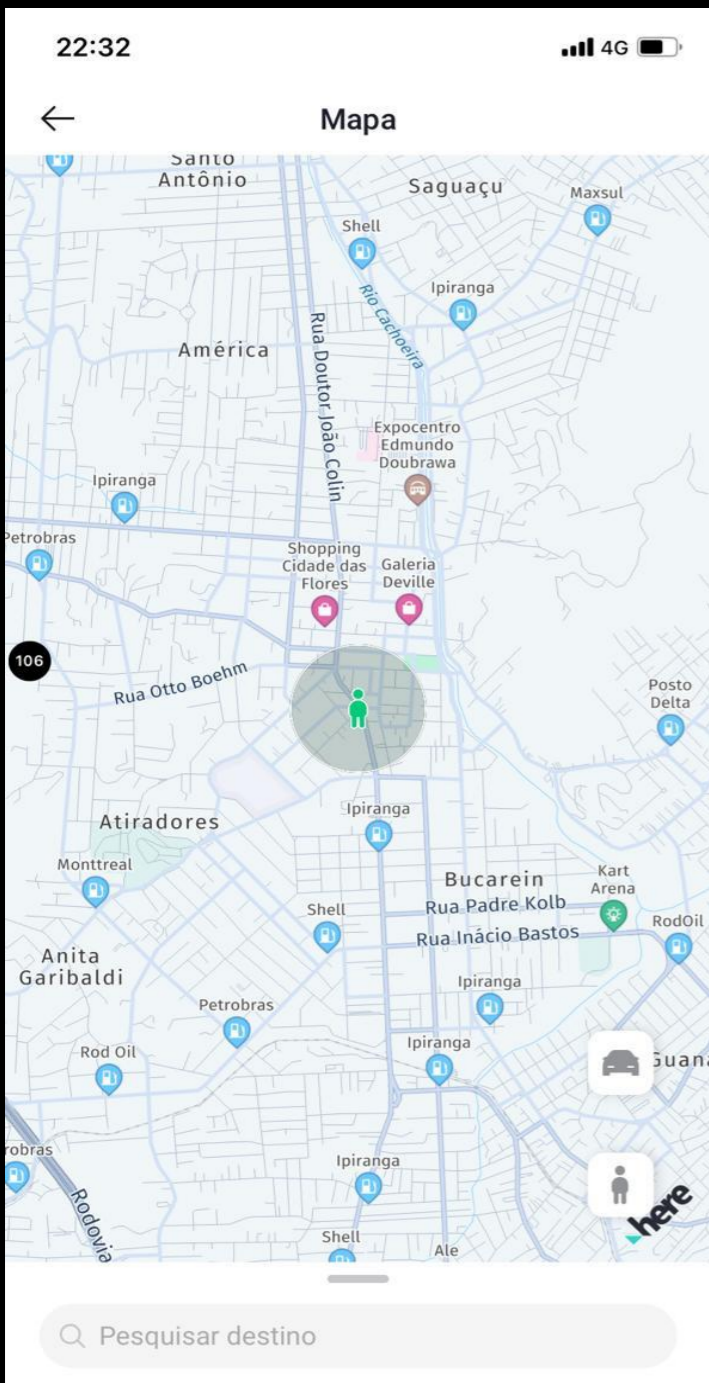 22:32
4G
Mapa
Santo
Antônio
Saguaçu
Maxsul
Shell
Ipiranga
Rio Cachoeira
América
Rua Doutor João Colin
Expocentro
Edmundo
Doubrawa
Ipiranga
Petrobras
Shopping
Cidade das
Flores
Galeria
Deville
106
Rua Otto Boehm
Posto
Delta
Ipiranga
Atiradores
Monttreal
Bucarein
Kart
Arena
Rua Padre Kolb
Shell
RodOil
Rua Inácio Bastos
Anita
Garibaldi
Ipiranga
Petrobras
Ipiranga
Rod Oil
Guana
robras
Ipiranga
Rodovia
here
Shell
Ale
Pesquisar destino